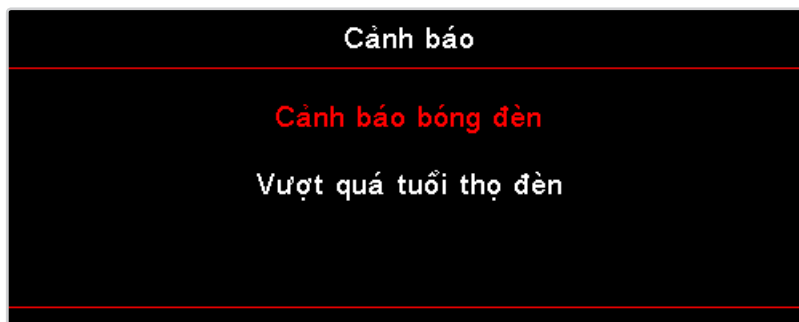 Cảnh báo
Cảnh báo bóng đèn
Vượt quá tuổi thọ đèn